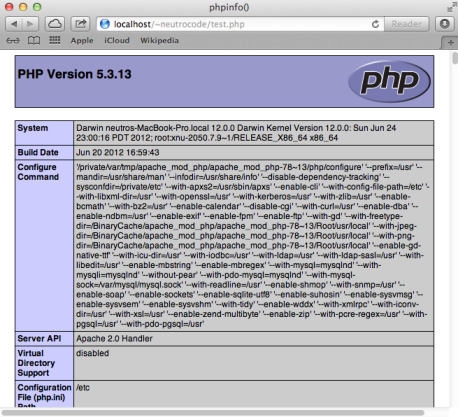 phpinfo()
localhost/~neutrocode/test.php
Reader
Apple iCloud Wikipedia
PHP Version 5.3.13
php
System Darwin neutros-MacBook-Pro.local 12.0.0 Darwin Kernel Version 12.0.0: Sun Jun 24
23:00:16 PDT 2012; root:xnu-2050.7.9~1/RELEASE_X86_64 x86_64
Build Date Jun 20 2012 16:59:43
Configure '/private/var/tmp/apache_mod_php/apache_mod_php-78~13/php/configure' '--prefix=/usr' '--
Command mandir=/usr/share/man' '--infodir=/usr/share/info' '--disable-dependency-tracking' '--
sysconfdir=/private/etc' '--with-apxs2=/usr/sbin/apxs' '--enable-cli' '--with-config-file-path=/etc' '-
-with-libxml-dir=/usr' '--with-openssl=/usr' '--with-kerberos=/usr' '--with-zlib=/usr' '--enable-
bcmath' '--with-bz2=/usr' '--enable-calendar' '--disable-cgi' '--with-curl=/usr' '--enable-dba' '--
enable-ndbm=/usr' '--enable-exif' '--enable-fpm' '--enable-ftp' '--with-gd' '--with-freetype-
dir=/BinaryCache/apache_mod_php/apache_mod_php-78~13/Root/usr/local' '--with-jpeg-
dir=/BinaryCache/apache_mod_php/apache_mod_php-78~13/Root/usr/local' '--with-png-
dir=/BinaryCache/apache_mod_php/apache_mod_php-78~13/Root/usr/local' '--enable-gd-
native-ttf' '--with-icu-dir=/usr' '--with-iodbc=/usr' '--with-ldap=/usr' '--with-ldap-sasl=/usr' '--with-
libedit=/usr' '--enable-mbstring' '--enable-mbregex' '--with-mysql=mysqlnd' '--with-
mysqli=mysqlnd' '--without-pear' '--with-pdo-mysql=mysqlnd' '--with-mysql-
sock=/var/mysql/mysql.sock' '--with-readline=/usr' '--enable-shmop' '--with-snmp=/usr' '--
enable-soap' '--enable-sockets' '--enable-sqlite-utf8' '--enable-suhosin' '--enable-sysvmsg' '--
enable-sysvsem' '--enable-sysvshm' '--with-tidy' '--enable-wddx' '--with-xmlrpc' '--with-iconv-
dir=/usr' '--with-xsl=/usr' '--enable-zend-multibyte' '--enable-zip' '--with-pcre-regex=/usr' '--with-
pgsql=/usr' '--with-pdo-pgsql=/usr'
Server API Apache 2.0 Handler
Virtual disabled
Directory
Support
Configuration /etc
File (php.ini)
Path